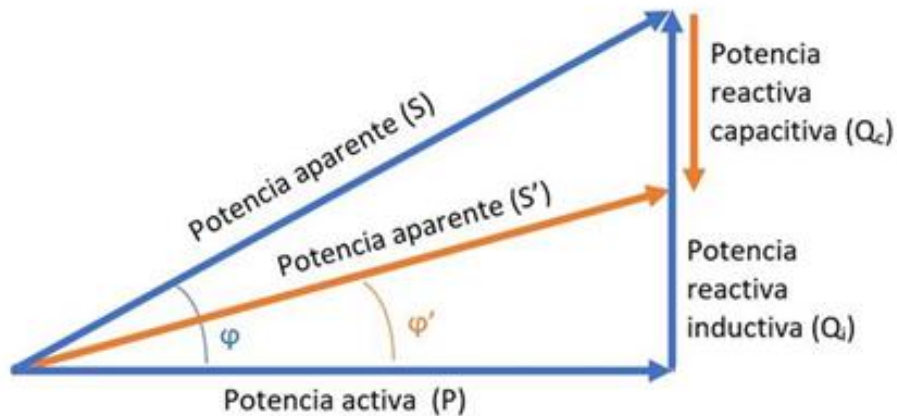 Potencia
reactiva
capacitiva (Qc)
Potencia aparente (S)
Potencia aparente (S’)
Potencia
reactiva
inductiva (Qi)
φ
φ’
Potencia activa (P)